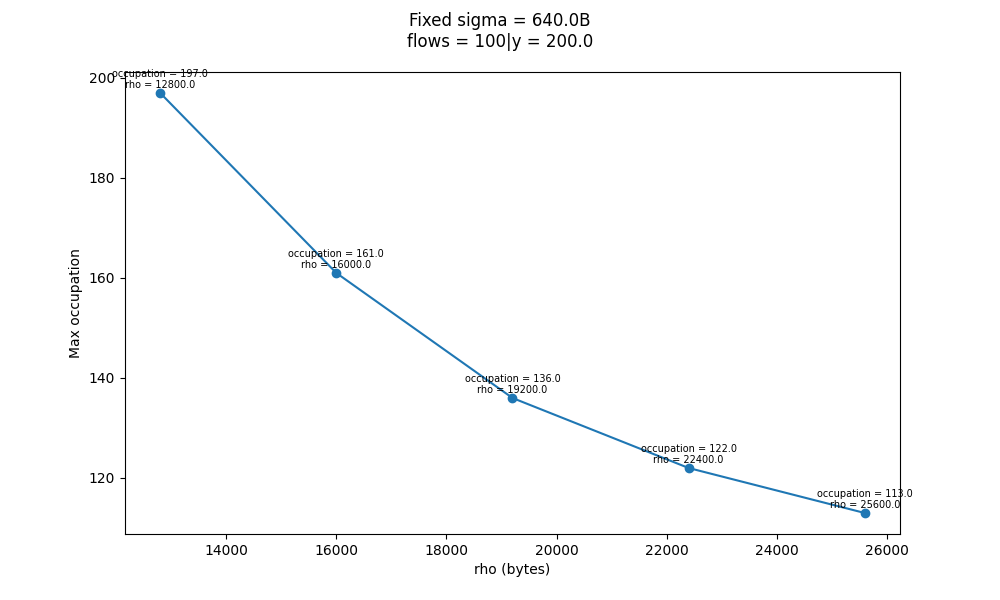 Fixed sigma = 640.0B
flows = 100|y = 200.0
occupation = 197.0
rho = 12800.0
occupation = 161.0
rho = 16000.0
occupation = 136.0
rho = 19200.0
occupation = 122.0
rho = 22400.0
occupation = 113.0
rho = 25600.0
200
180
160
140
120
Max occupation
14000 16000 18000 20000 22000 24000 26000
rho (bytes)